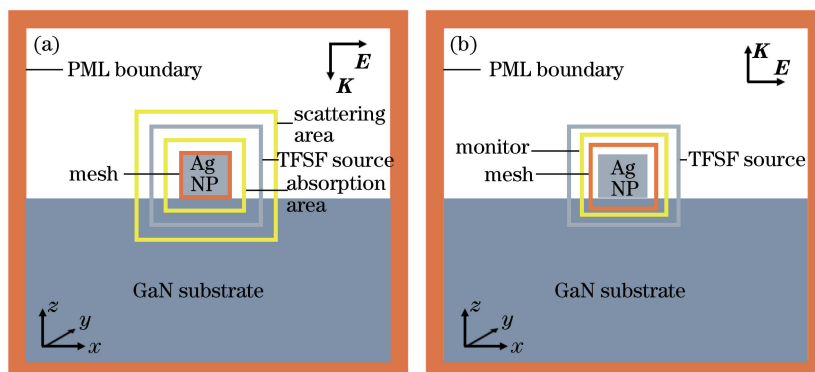 (a)
E
K
PML boundary
scattering
area
Ag
NP
TFSF source
mesh
absorption
area
GaN substrate
z
y
x
(b)
K
E
PML boundary
monitor
mesh
Ag
NP
TFSF source
GaN substrate
z
y
x